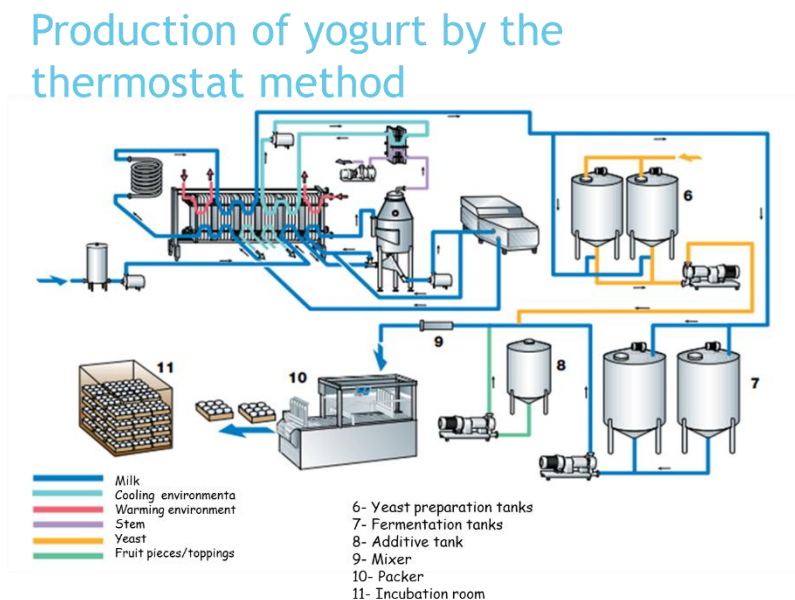 Production of yogurt by the
thermostat method
6
9
8
7
11
10
Milk
Cooling environmenta
Warming environment
Stem
Yeast
Fruit pieces/toppings
6- Yeast preparation tanks
7- Fermentation tanks
8- Additive tank
9- Mixer
10- Packer
11- Incubation room